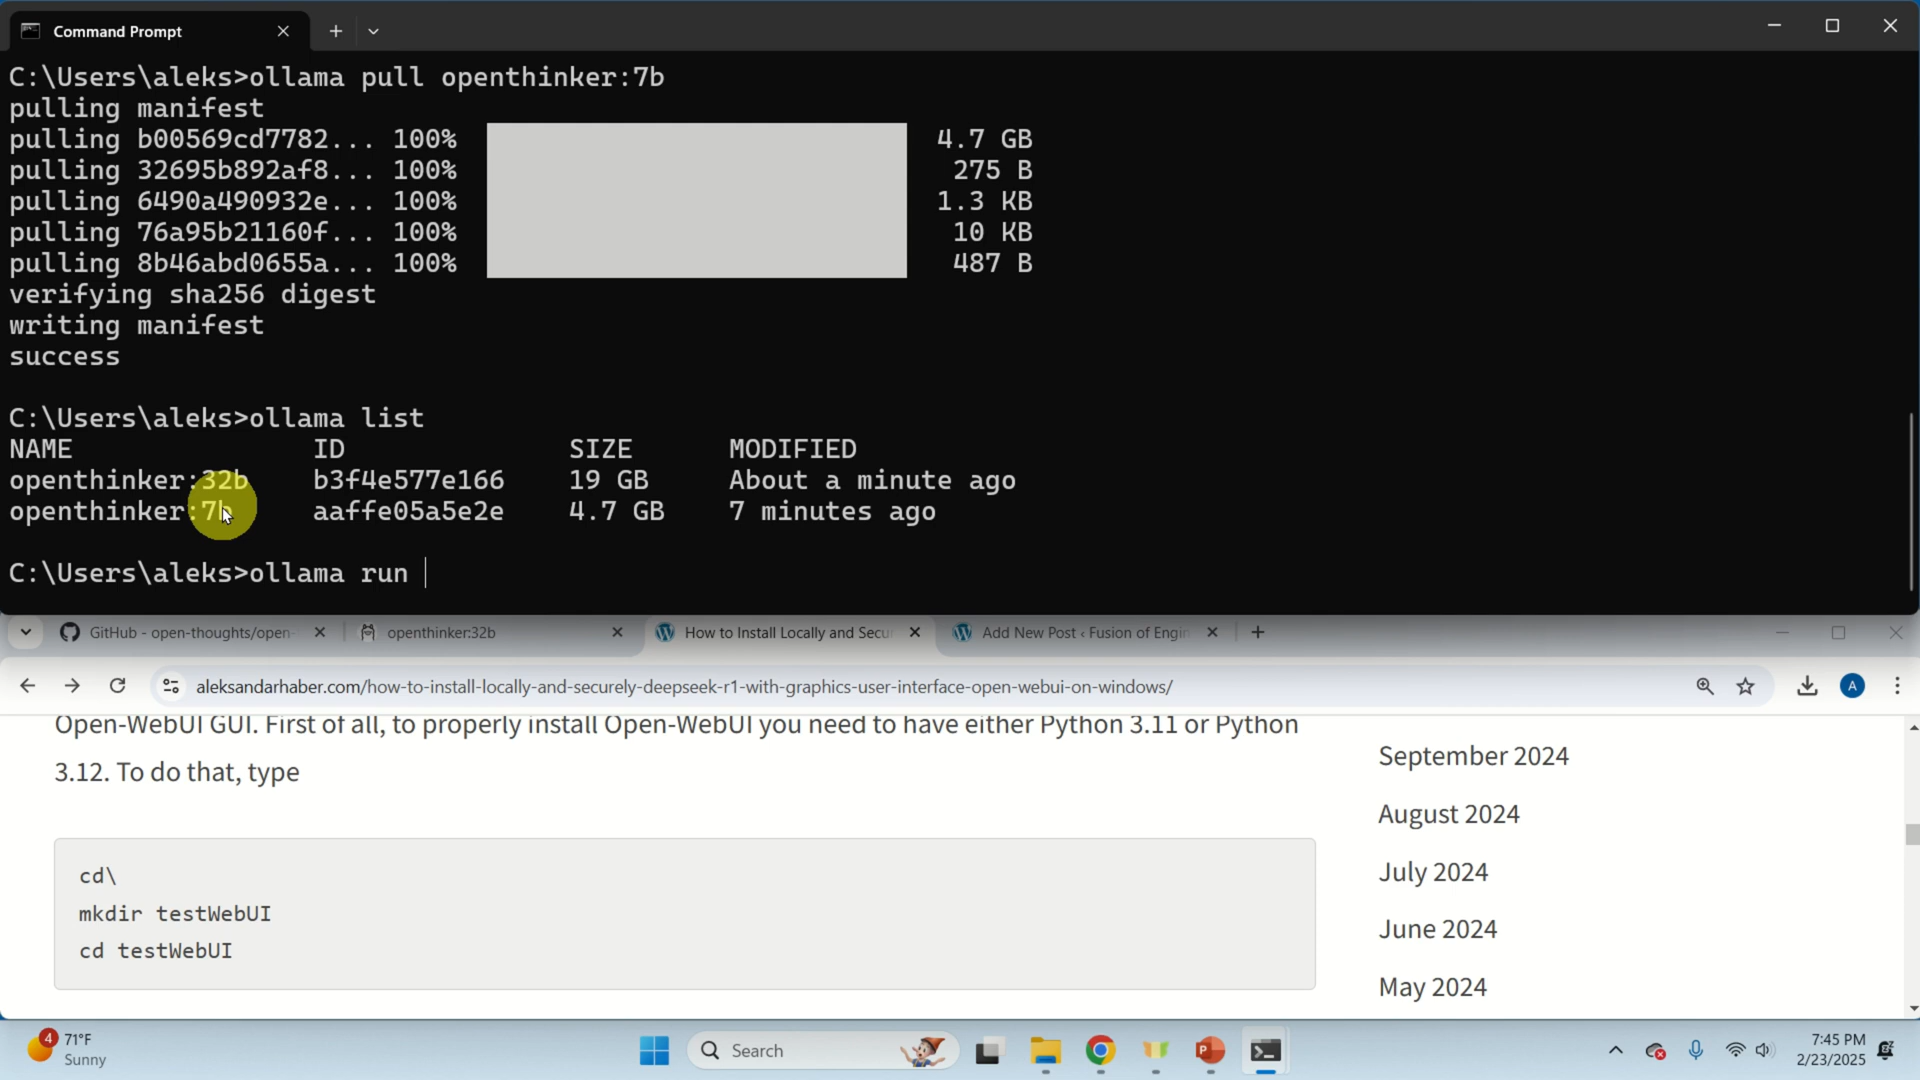 Command Prompt
C:\Users\aleks>ollama pull openthinker:7b
pulling manifest
pulling b00569cd7782... 100% 4.7 GB
pulling 32695b892af8... 100% 275 B
pulling 6490a490932e... 100% 1.3 KB
pulling 76a95b21160f... 100% 10 KB
pulling 8b46abd0655a... 100% 487 B
verifying sha256 digest
writing manifest
success
C:\Users\aleks>ollama list
NAME ID SIZE MODIFIED
openthinker:32b b3f4e577e166 19 GB About a minute ago
openthinker:7b aaffe05a5e2e 4.7 GB 7 minutes ago
C:\Users\aleks>ollama run
GitHub - open-thoughts/open- openthinker:32b How to Install Locally and Secu Add New Post ‹ Fusion of Engin
aleksandarhaber.com/how-to-install-locally-and-securely-deepseek-r1-with-graphics-user-interface-open-webui-on-windows/ A
Open-WebUI GUI. First of all, to properly install Open-WebUI you need to have either Python 3.11 or Python
3.12. To do that, type
cd\
mkdir testWebUI
cd testWebUI
September 2024
August 2024
July 2024
June 2024
May 2024
4 71°F
Sunny
Search
P
7:45 PM
2/23/2025